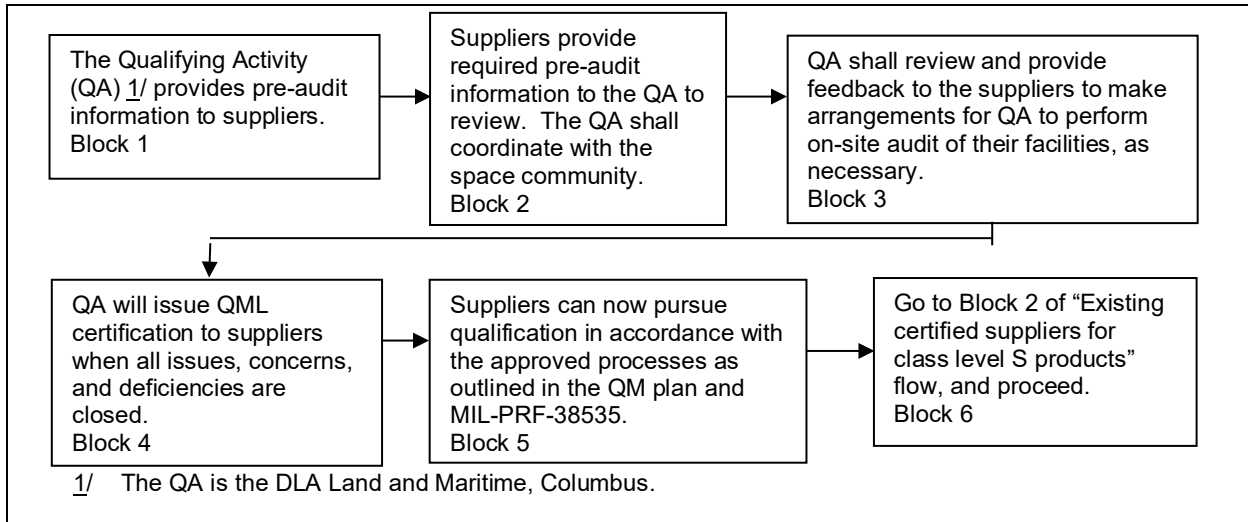 The Qualifying Activity
(QA) 1/ provides pre-audit
information to suppliers.
Block 1
Suppliers provide
required pre-audit
information to the QA to
review.  The QA shall
coordinate with the
space community.
Block 2
QA shall review and provide
feedback to the suppliers to make
arrangements for QA to perform
on-site audit of their facilities, as
necessary.
Block 3
QA will issue QML
certification to suppliers
when all issues, concerns,
and deficiencies are
closed.
Block 4
Suppliers can now pursue
qualification in accordance with
the approved processes as
outlined in the QM plan and
MIL-PRF-38535.
Block 5
Go to Block 2 of “Existing
certified suppliers for
class level S products”
flow, and proceed.
Block 6
1/ The QA is the DLA Land and Maritime, Columbus.